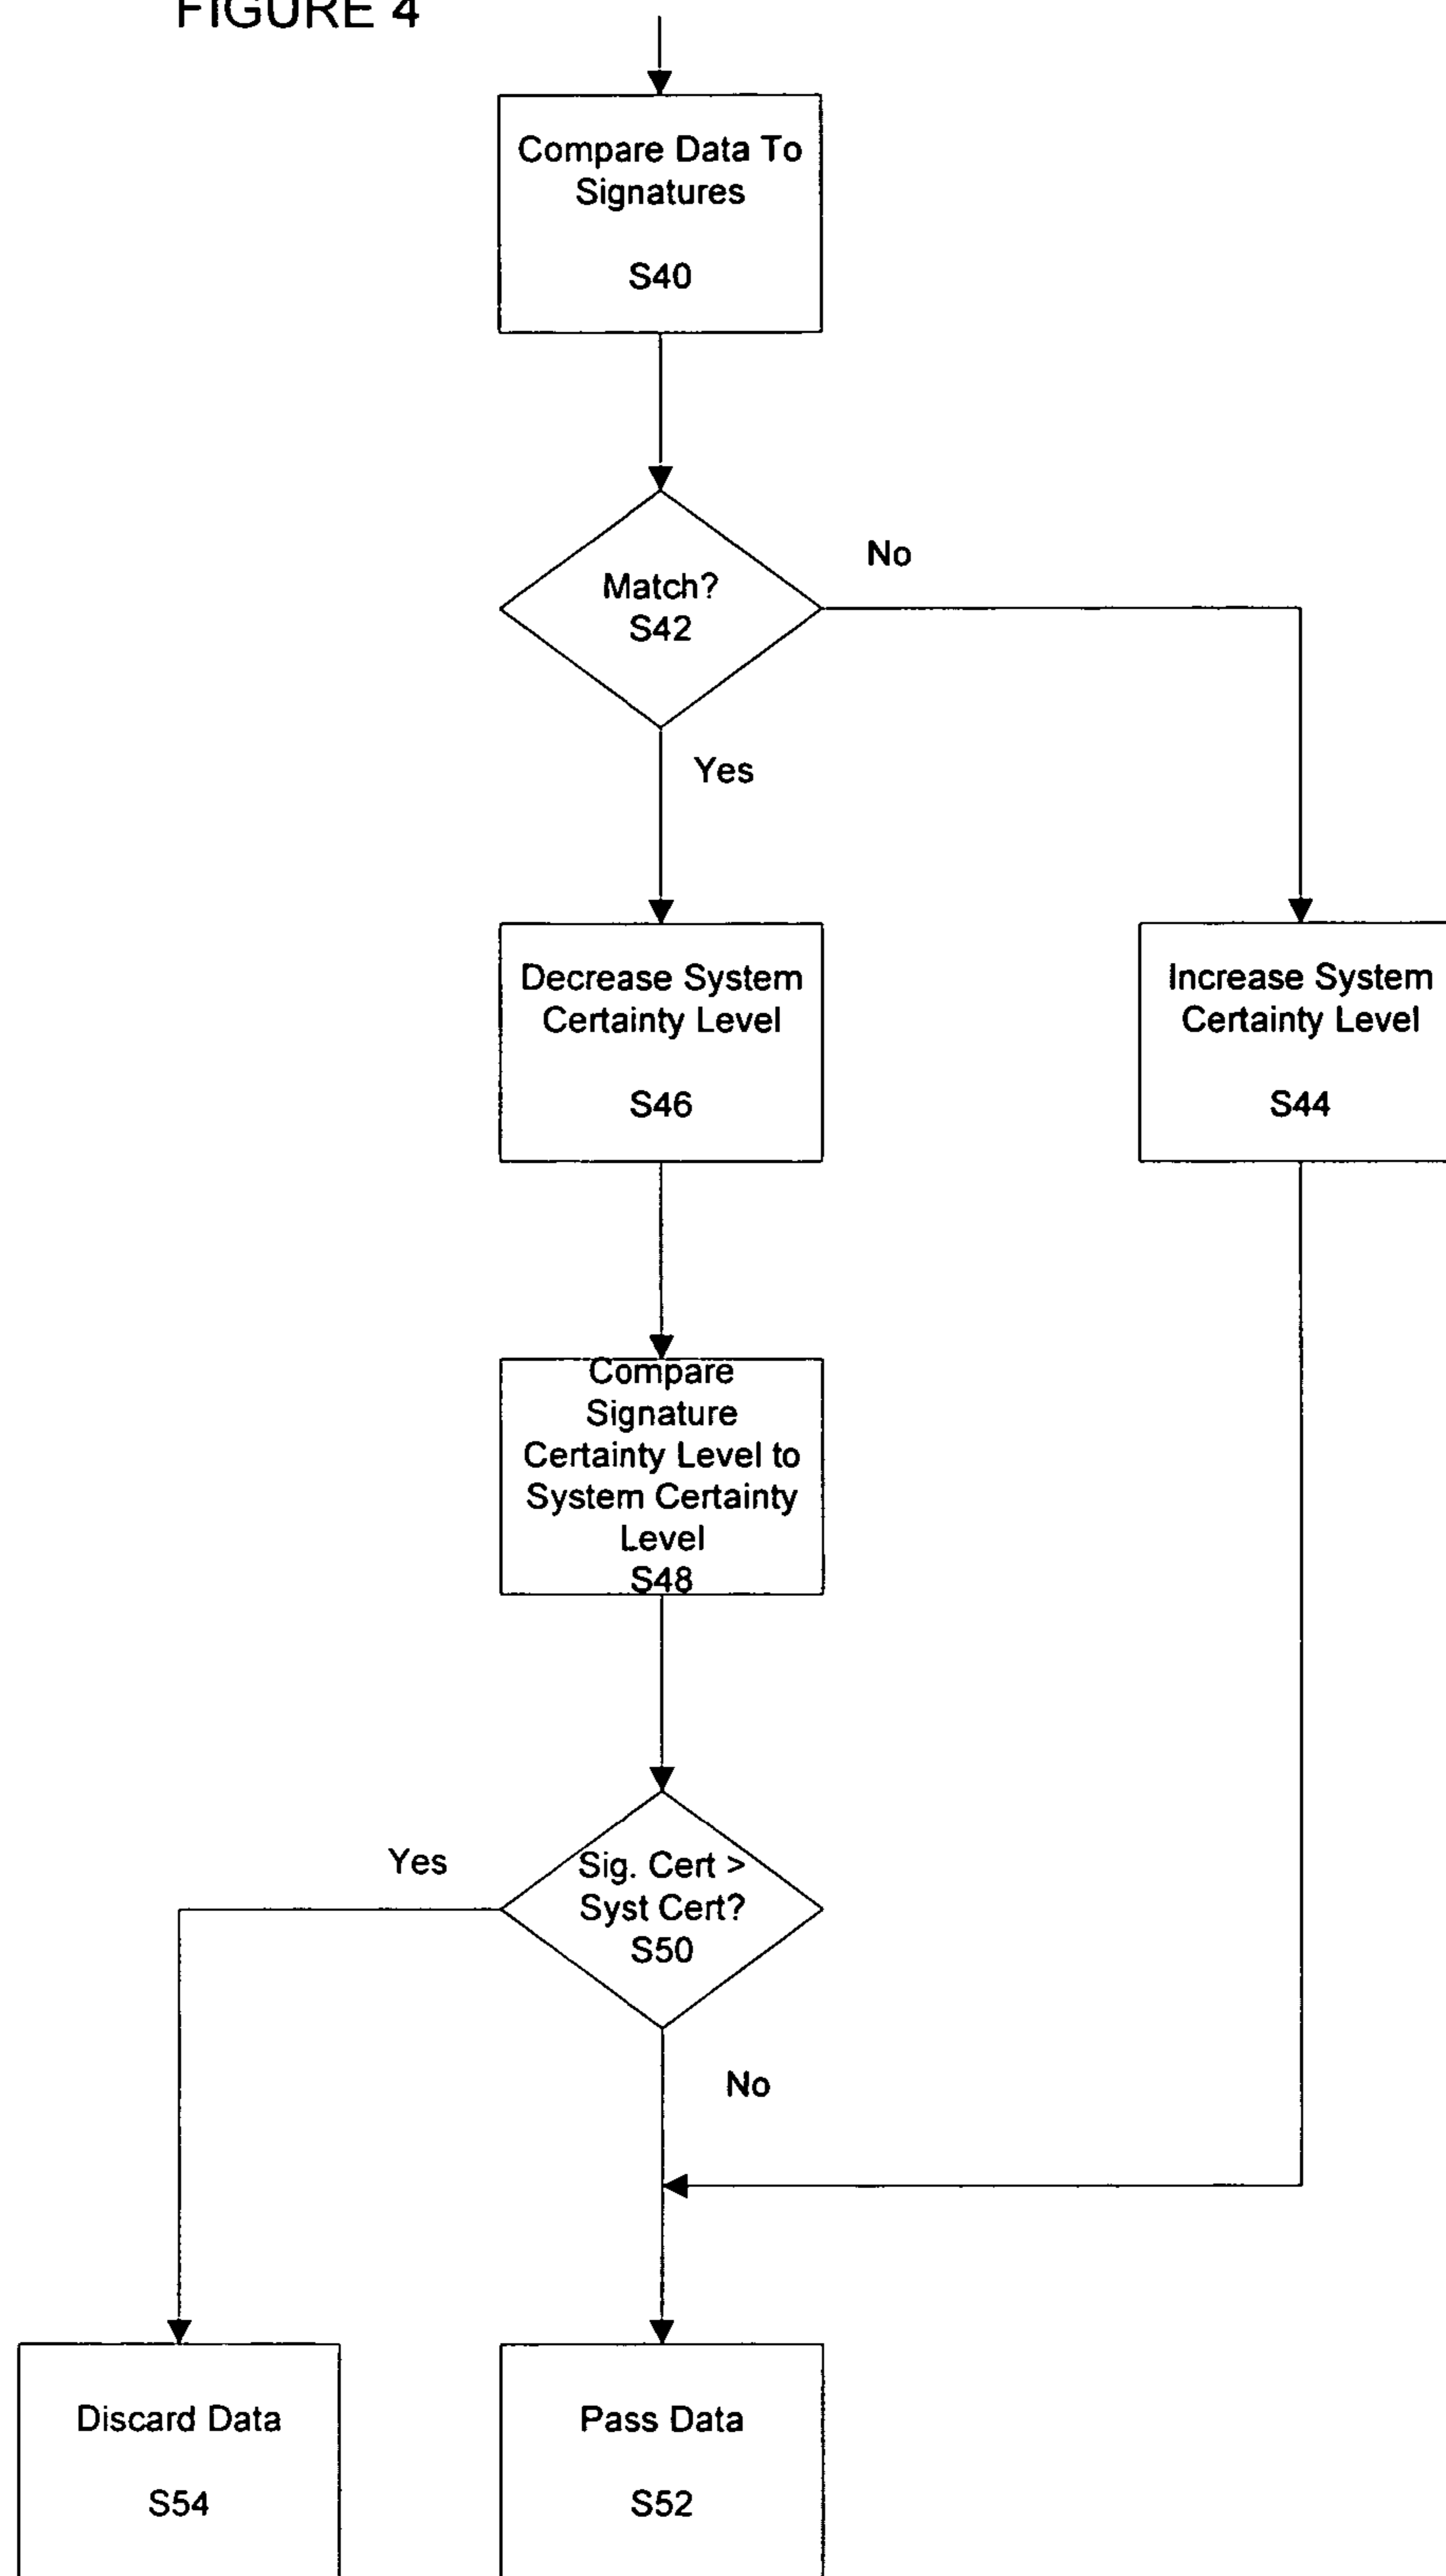 FIGURE 4
Compare Data To
Signatures
S40
Match?
S42
No
Yes
Decrease System
Certainty Level
S46
Increase System
Certainty Level
S44
Compare
Signature
Certainty Level to
System Certainty
Level
S48
Yes
Sig. Cert >
Syst Cert?
S50
No
Discard Data
S54
Pass Data
S52